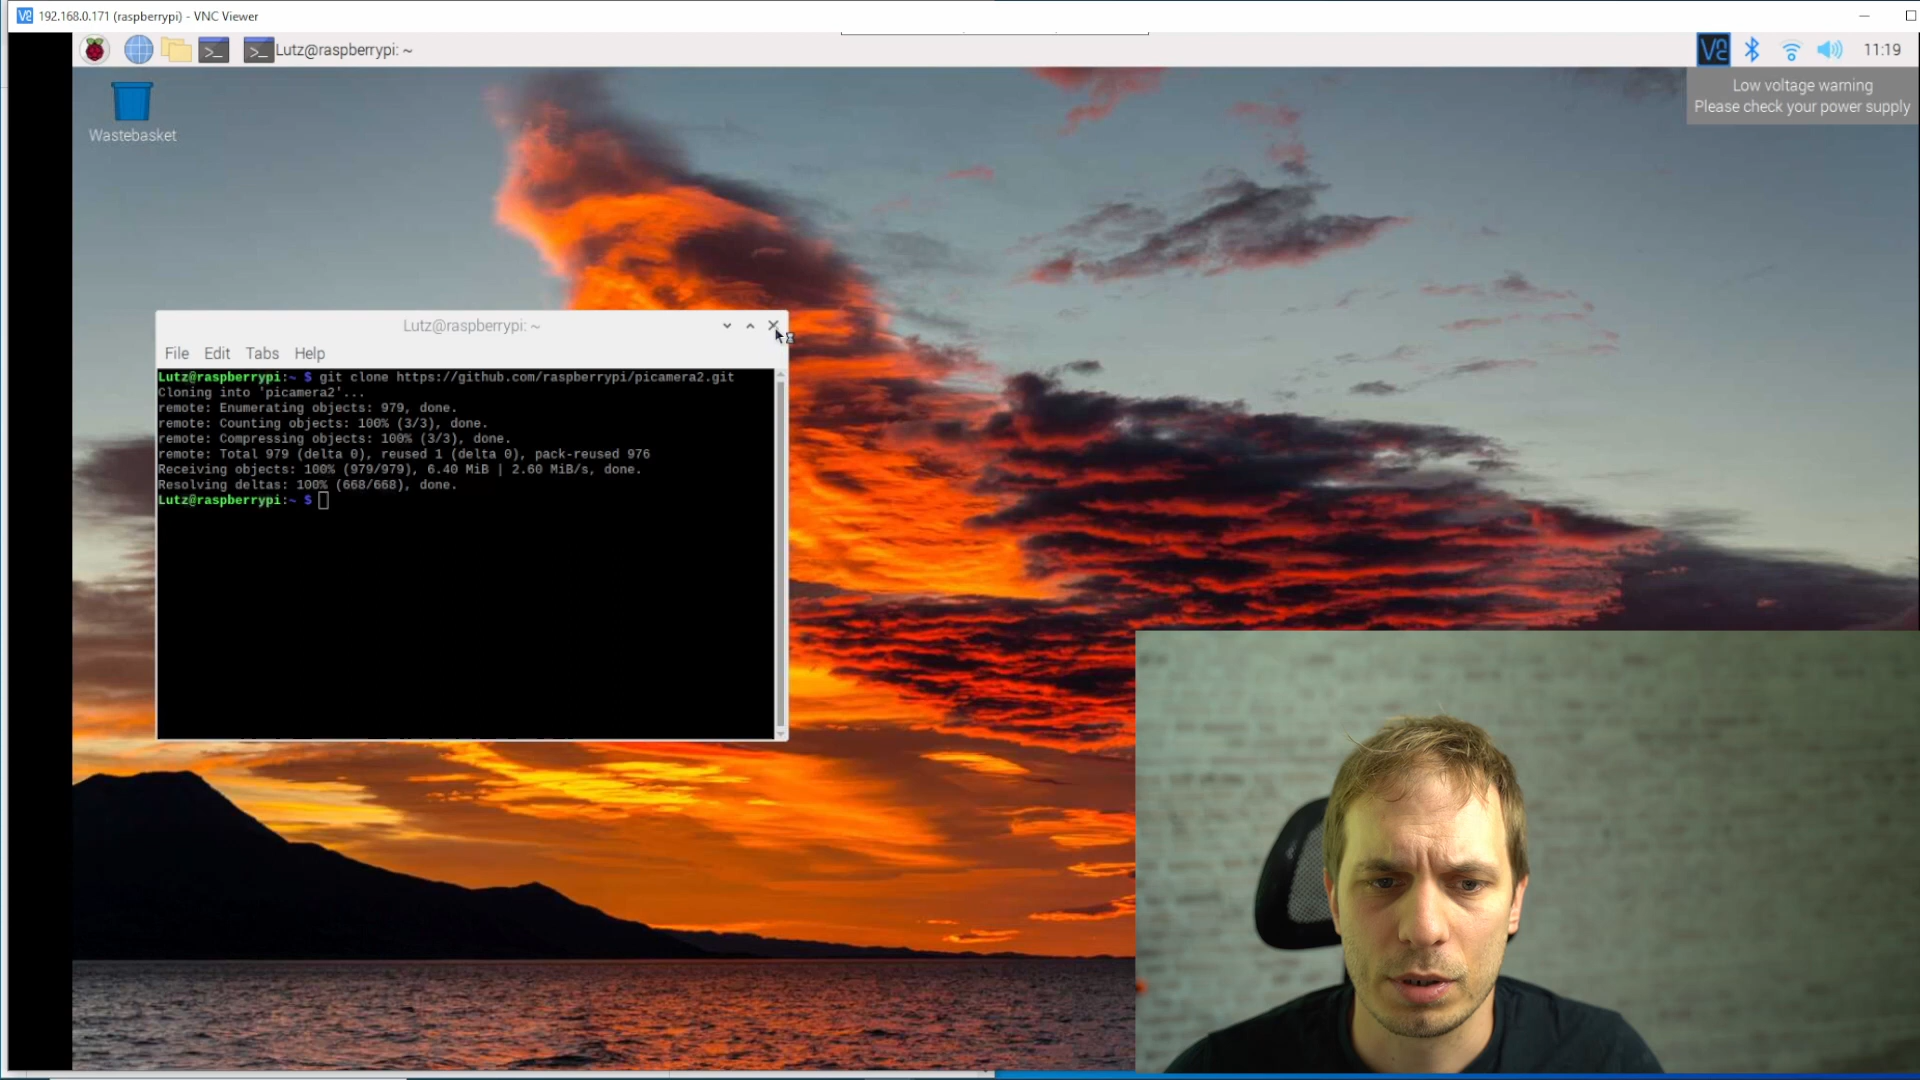 192.168.0.171 (raspberrypi) - VNC Viewer
Lutz@raspberrypi: ~
11:19
Low voltage warning
Please check your power supply
Wastebasket
Lutz@raspberrypi: ~
File Edit Tabs Help
Lutz@raspberrypi:~ $ git clone https://github.com/raspberrypi/picamera2.git
Cloning into 'picamera2'...
remote: Enumerating objects: 979, done.
remote: Counting objects: 100% (3/3), done.
remote: Compressing objects: 100% (3/3), done.
remote: Total 979 (delta 0), reused 1 (delta 0), pack-reused 976
Receiving objects: 100% (979/979), 6.40 MiB | 2.60 MiB/s, done.
Resolving deltas: 100% (668/668), done.
Lutz@raspberrypi:~ $